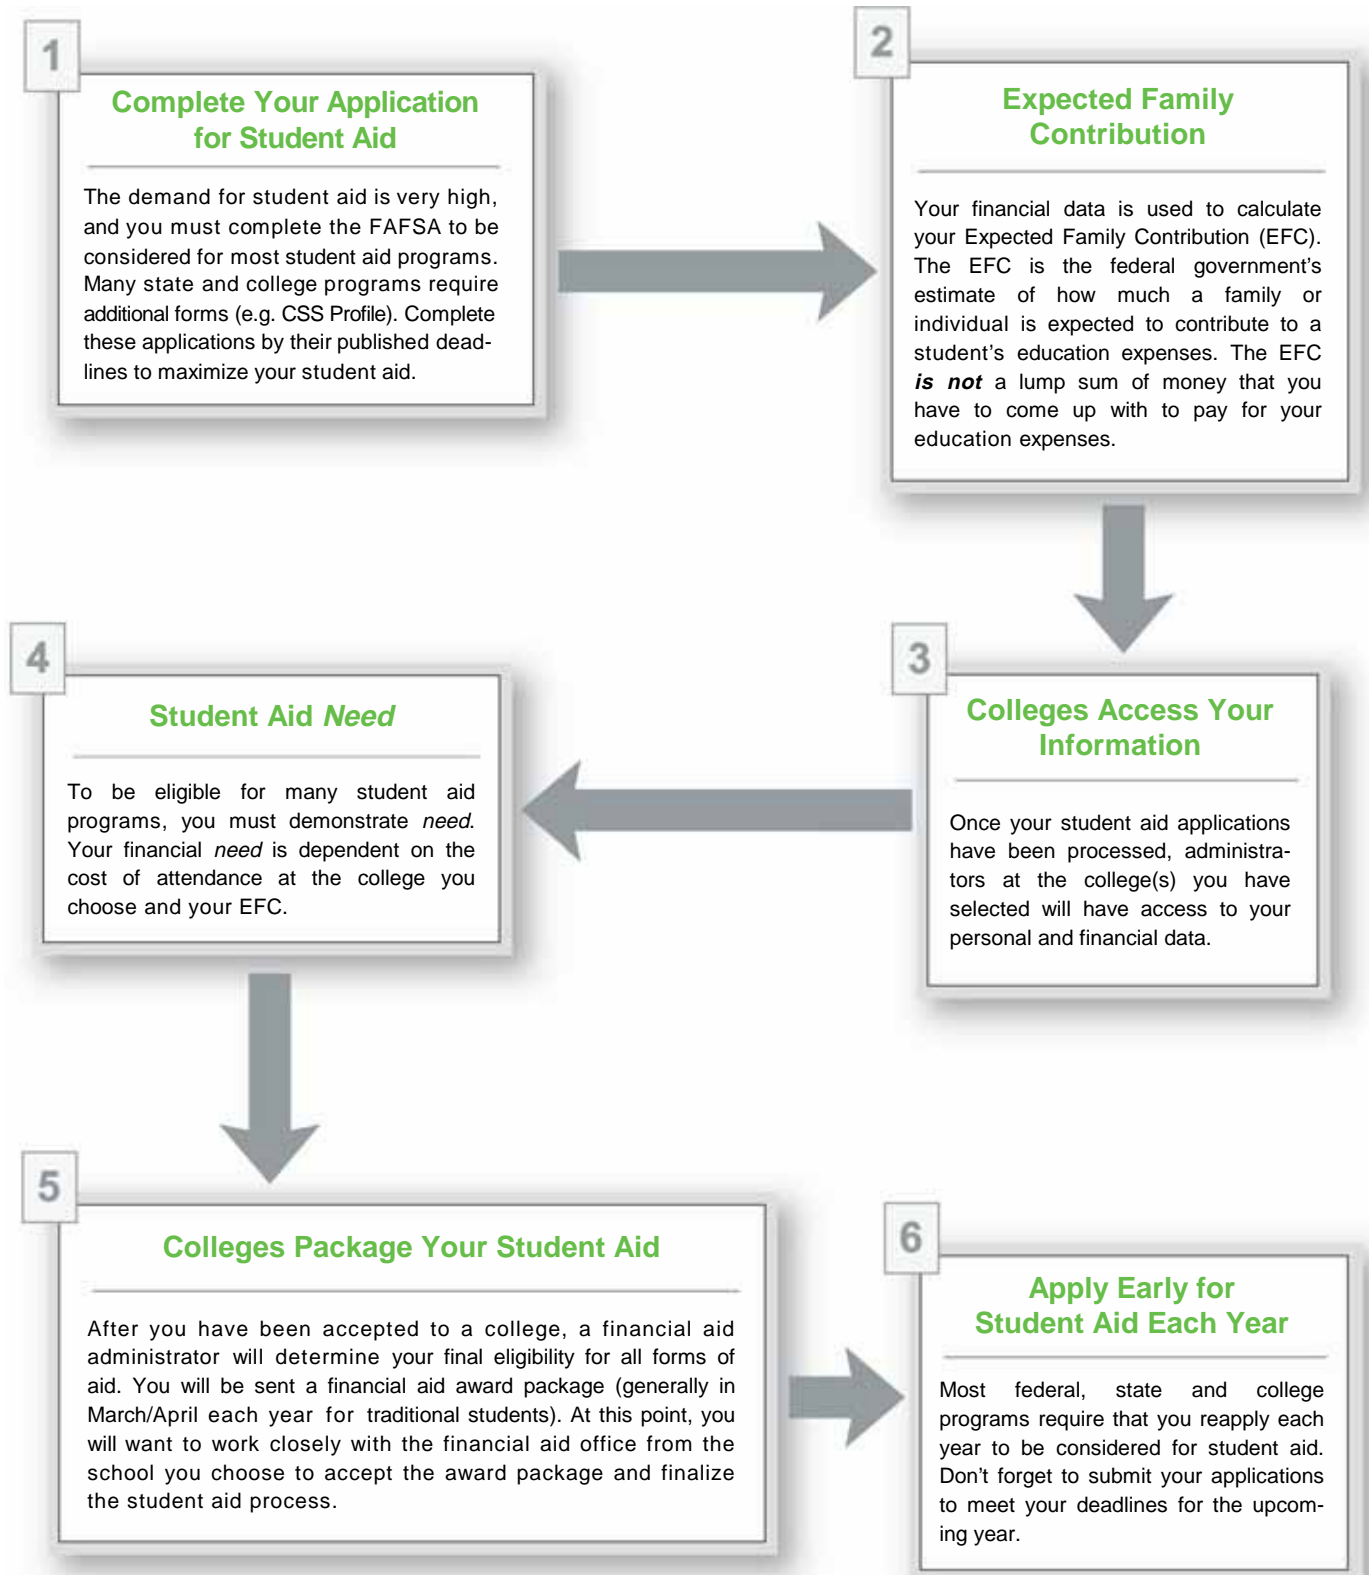 1
Complete Your Application
for Student Aid
The demand for student aid is very high,
and you must complete the FAFSA to be
considered for most student aid programs.
Many state and college programs require
additional forms (e.g. CSS Profile). Complete
these applications by their published dead-
lines to maximize your student aid.
2
Expected Family
Contribution
Your financial data is used to calculate
your Expected Family Contribution (EFC).
The EFC is the federal government's
estimate of how much a family or
individual is expected to contribute to a
student's education expenses. The EFC
is not a lump sum of money that you
have to come up with to pay for your
education expenses.
3
Colleges Access Your
Information
Once your student aid applications
have been processed, administra-
tors at the college(s) you have
selected will have access to your
personal and financial data.
4
Student Aid Need
To be eligible for many student aid
programs, you must demonstrate need.
Your financial need is dependent on the
cost of attendance at the college you
choose and your EFC.
5
Colleges Package Your Student Aid
After you have been accepted to a college, a financial aid
administrator will determine your final eligibility for all forms of
aid. You will be sent a financial aid award package (generally in
March/April each year for traditional students). At this point, you
will want to work closely with the financial aid office from the
school you choose to accept the award package and finalize
the student aid process.
6
Apply Early for
Student Aid Each Year
Most federal, state and college
programs require that you reapply each
year to be considered for student aid.
Don't forget to submit your applications
to meet your deadlines for the upcom-
ing year.